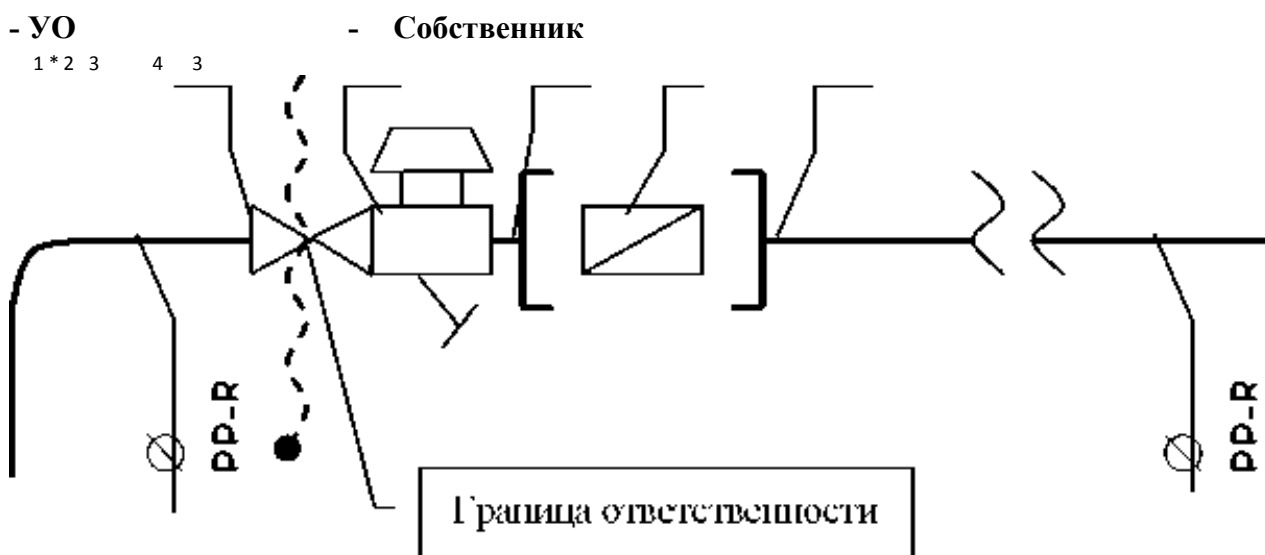 - УО - Собственник
1 * 2 3 4 3
PP-R
PP-R
Граница ответственности